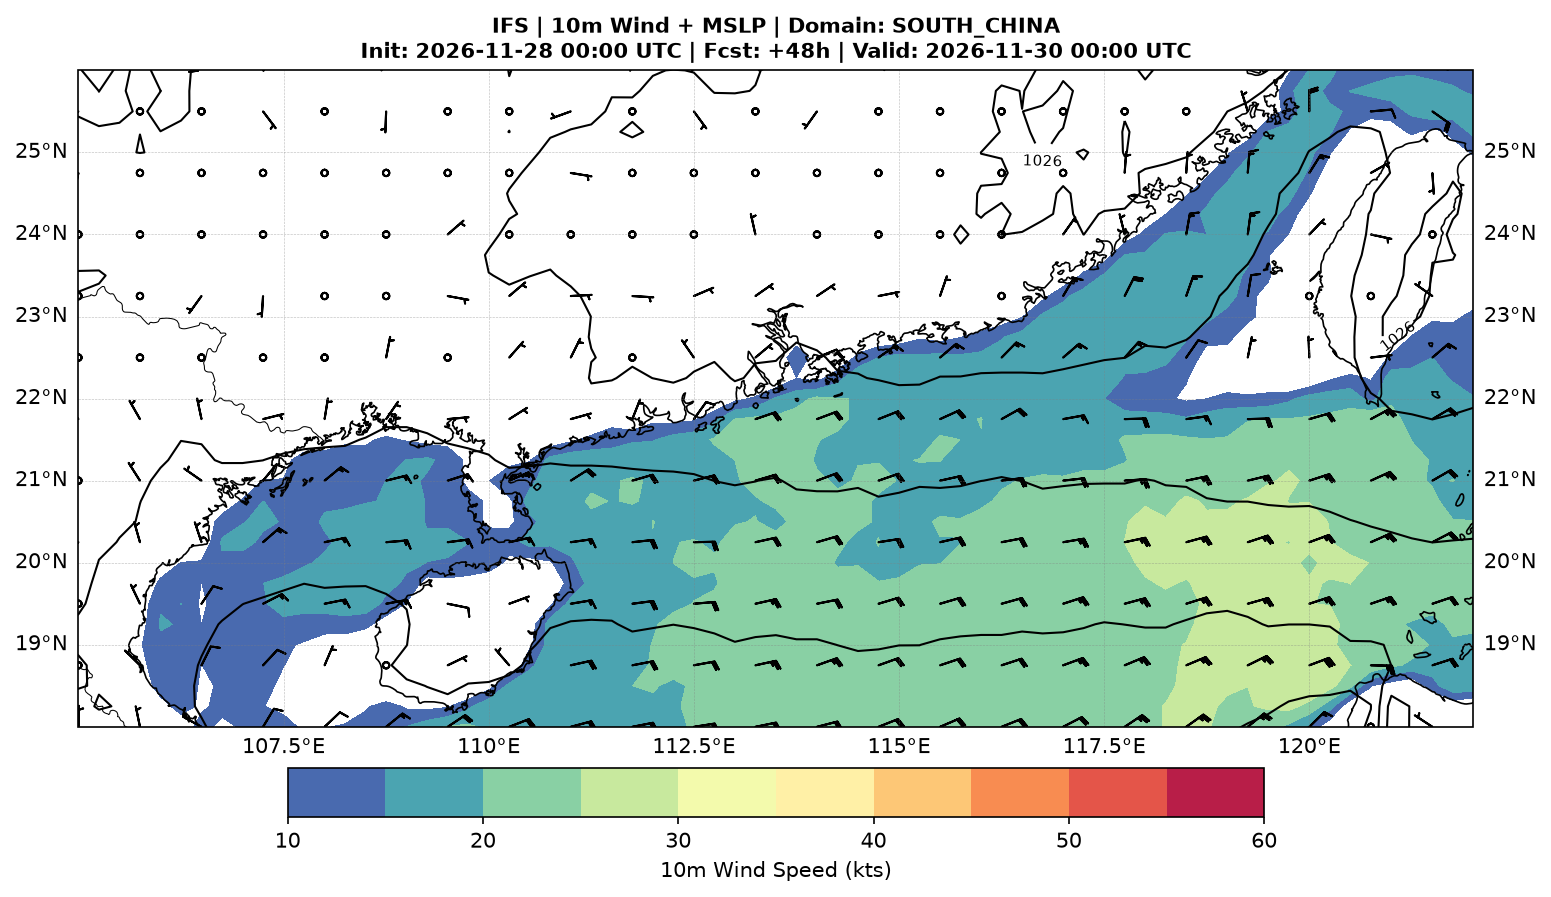 IFS | 10m Wind + MSLP | Domain: SOUTH_CHINA
Init: 2026-11-28 00:00 UTC | Fcst: +48h | Valid: 2026-11-30 00:00 UTC
1026
25°N 25°N
24°N 24°N
23°N 23°N
1026
22°N 22°N
21°N 21°N
20°N 20°N
19°N 19°N
107.5°E 110°E 112.5°E 115°E 117.5°E 120°E
10 20 30 40 50 60
10m Wind Speed (kts)